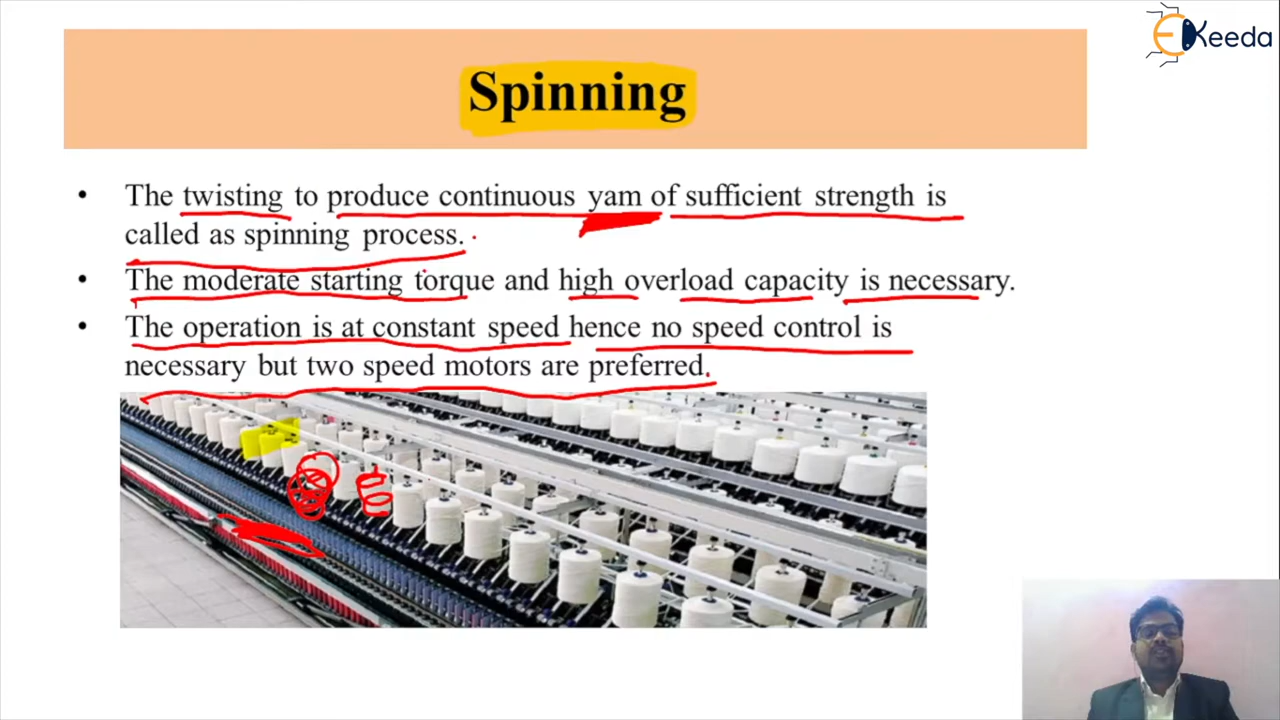 EKeeda
Spinning
• The twisting to produce continuous yam of sufficient strength is
called as spinning process.
• The moderate starting torque and high overload capacity is necessary.
• The operation is at constant speed hence no speed control is
necessary but two speed motors are preferred.